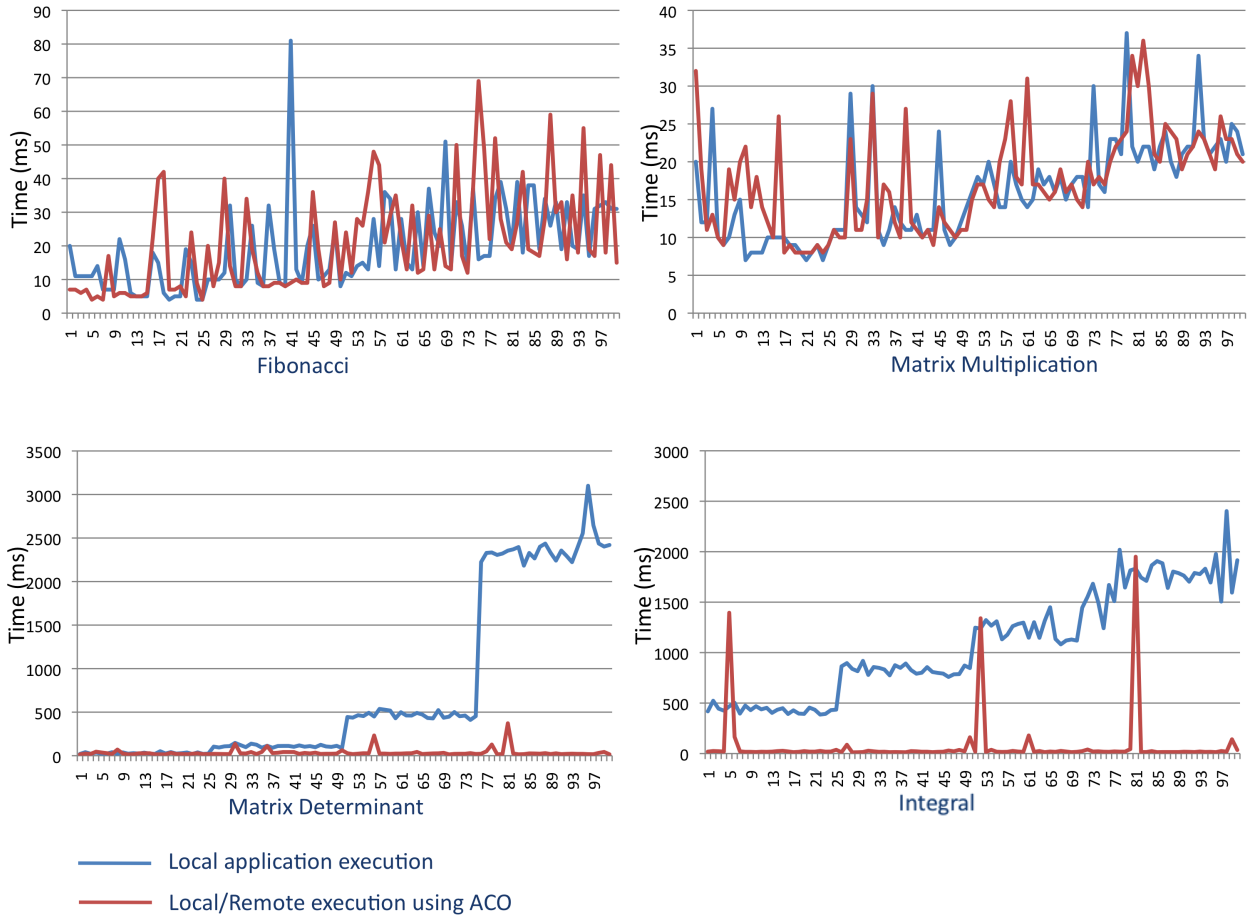 90
80
70
60
50
40
30
20
10
0
Time (ms)
1 5 9 13 17 21 25 29 33 37 41 45 49 53 57 61 65 69 73 77 81 85 89 93 97
Fibonacci
40
35
30
25
20
15
10
5
0
Time (ms)
1 5 9 13 17 21 25 29 33 37 41 45 49 53 57 61 65 69 73 77 81 85 89 93 97
Matrix Multiplication
3500
3000
2500
2000
1500
1000
500
0
Time (ms)
1 5 9 13 17 21 25 29 33 37 41 45 49 53 57 61 65 69 73 77 81 85 89 93 97
Matrix Determinant
3000
2500
2000
1500
1000
500
0
Time (ms)
1 5 9 13 17 21 25 29 33 37 41 45 49 53 57 61 65 69 73 77 81 85 89 93 97
Integral
Local application execution
Local/Remote execution using ACO